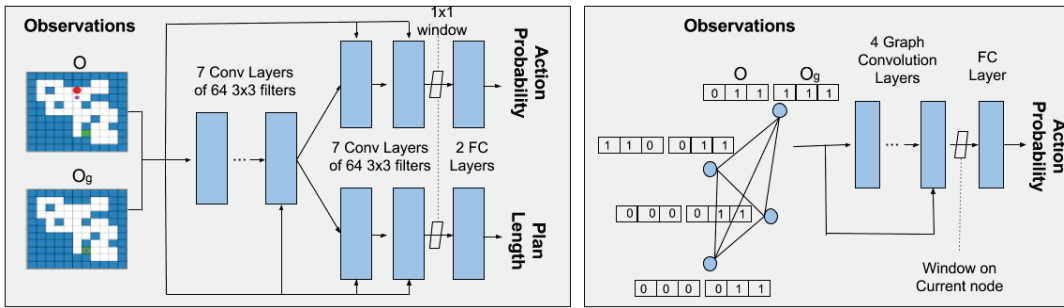 Observations
O
Og
7 Conv Layers
of 64 3x3 filters
...
1x1
window
7 Conv Layers
of 64 3x3 filters
2 FC
Layers
Action
Probability
Plan
Length
Observations
O Og
0 1 1 1 1 1
1 1 0 0 1 1
0 0 0 0 1 1
0 0 0 0 1 1
4 Graph
Convolution
Layers
...
FC
Layer
Action
Probability
Window on
Current node